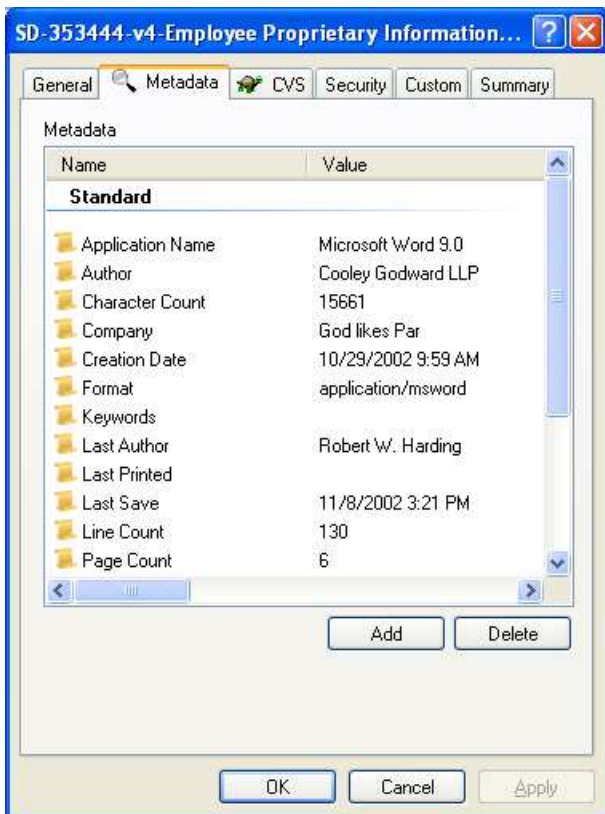 SD-353444-v4-Employee Proprietary Information...
General Metadata CVS Security Custom Summary
Metadata
Name Value
Standard
Application Name Microsoft Word 9.0
Author Cooley Godward LLP
Character Count 15661
Company God likes Par
Creation Date 10/29/2002 9:59 AM
Format application/msword
Keywords
Last Author Robert W. Harding
Last Printed
Last Save 11/8/2002 3:21 PM
Line Count 130
Page Count 6
Add Delete
OK Cancel Apply